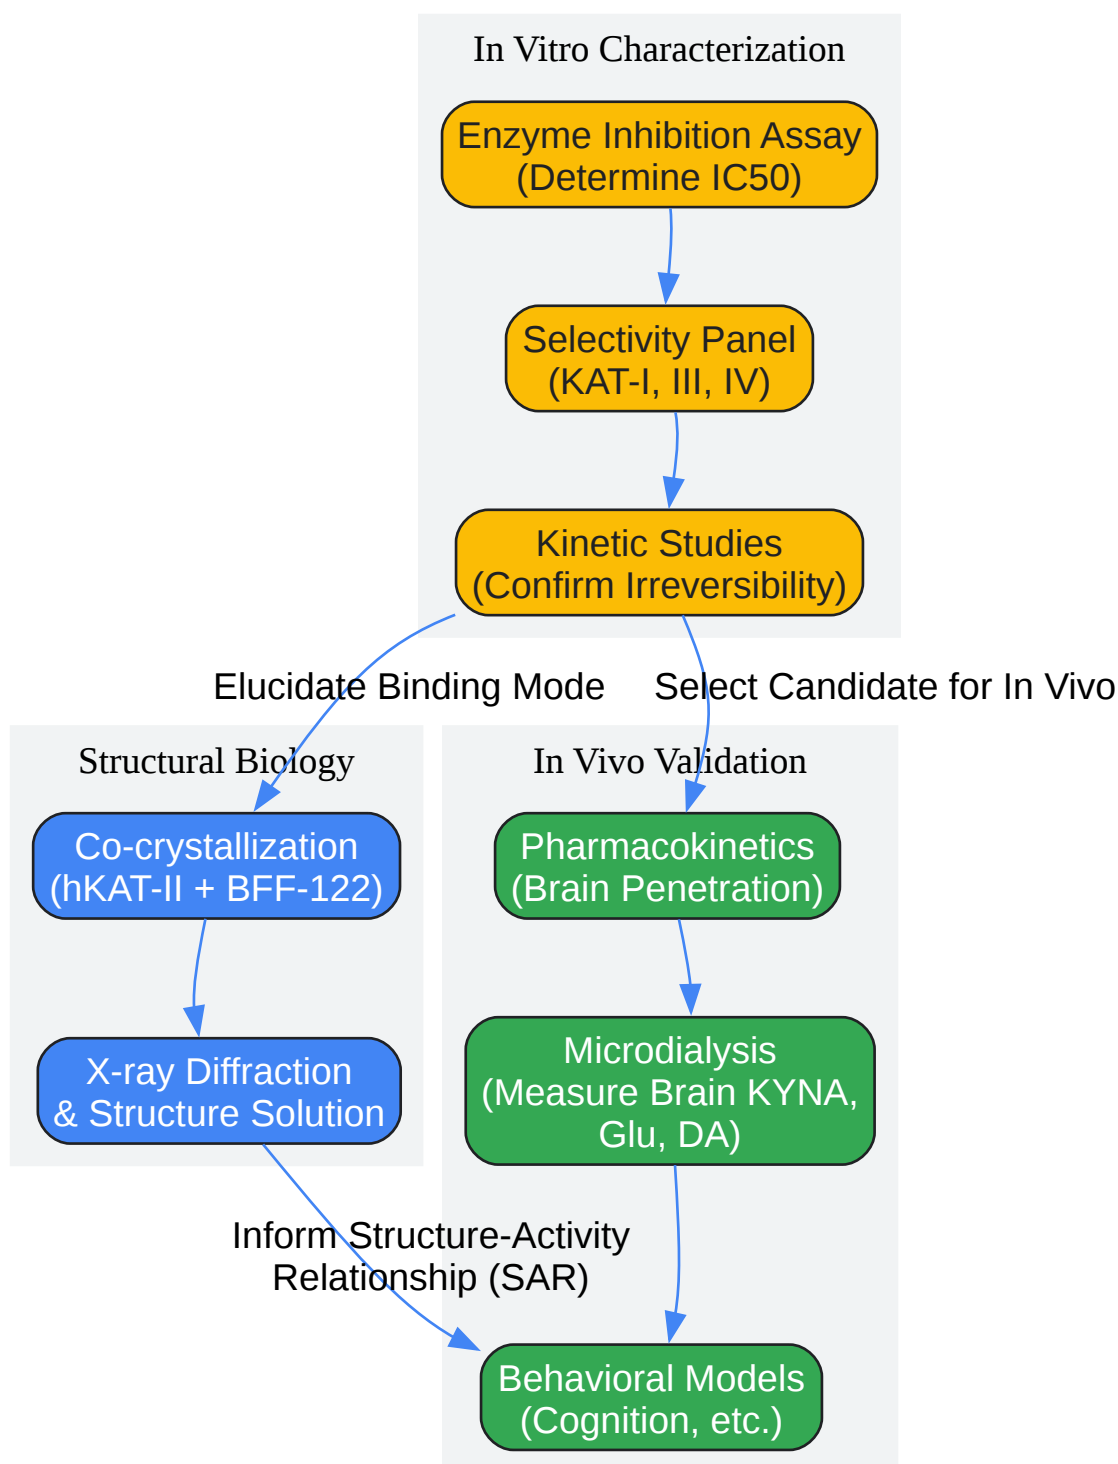 In Vitro Characterization
Enzyme Inhibition Assay
(Determine IC50)
Selectivity Panel
(KAT-I, III, IV)
Kinetic Studies
(Confirm Irreversibility)
Elucidate Binding Mode
Select Candidate for In Vivo
Structural Biology
Co-crystallization
(hKAT-II + BFF-122)
X-ray Diffraction
& Structure Solution
Inform Structure-Activity
Relationship (SAR)
In Vivo Validation
Pharmacokinetics
(Brain Penetration)
Microdialysis
(Measure Brain KYNA,
Glu, DA)
Behavioral Models
(Cognition, etc.)